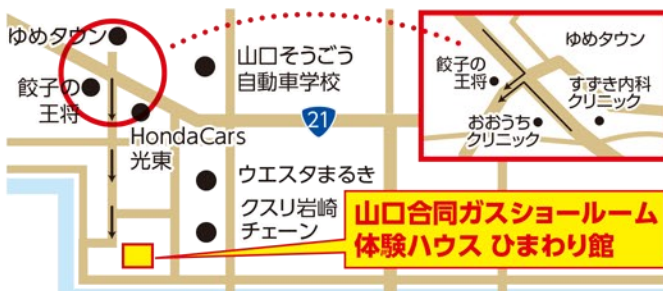 ゆめタウン
餃子の
王将
山口そうごう
自動車学校
HondaCars
光東
21
ウエスタまるき
クスリ岩崎
チェーン
山口合同ガスショールーム
体験ハウス ひまわり館
ゆめタウン
餃子の
王将
すずき内科
クリニック
おおうち
クリニック